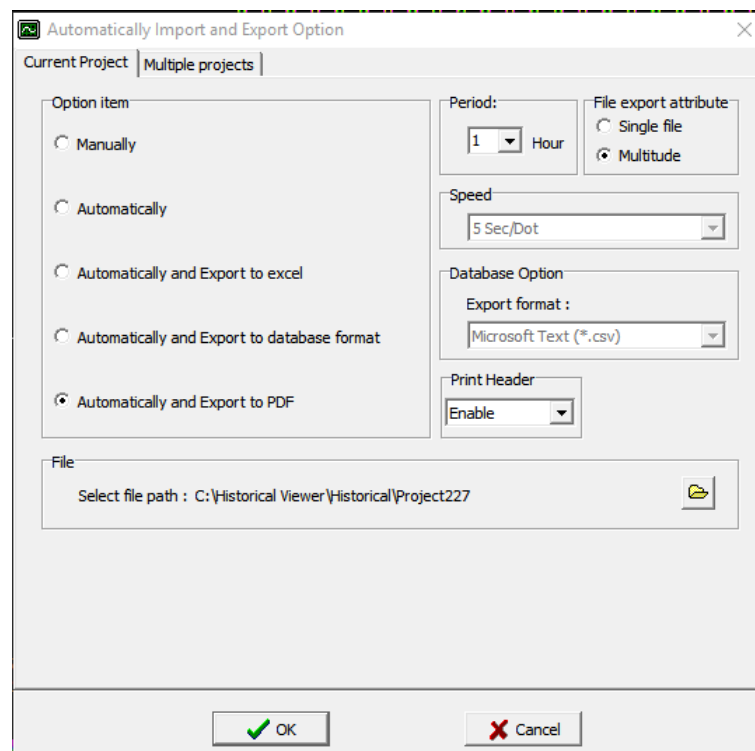 Automatically Import and Export Option
Current Project
Multiple projects
Option item
Manually
Automatically
Automatically and Export to excel
Automatically and Export to database format
Automatically and Export to PDF
Period:
1
Hour
File export attribute
Single file
Multitude
Speed
5 Sec/Dot
Database Option
Export format :
Microsoft Text (*.csv)
Print Header
Enable
File
Select file path : C:\Historical Viewer\Historical\Project227
OK
Cancel